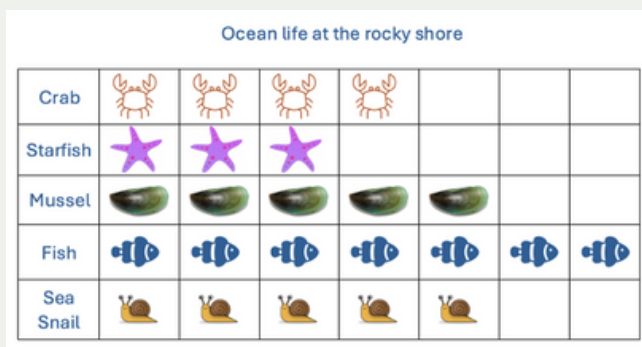 Ocean life at the rocky shore
Crab
Starfish
Mussel
Fish
Sea
Snail